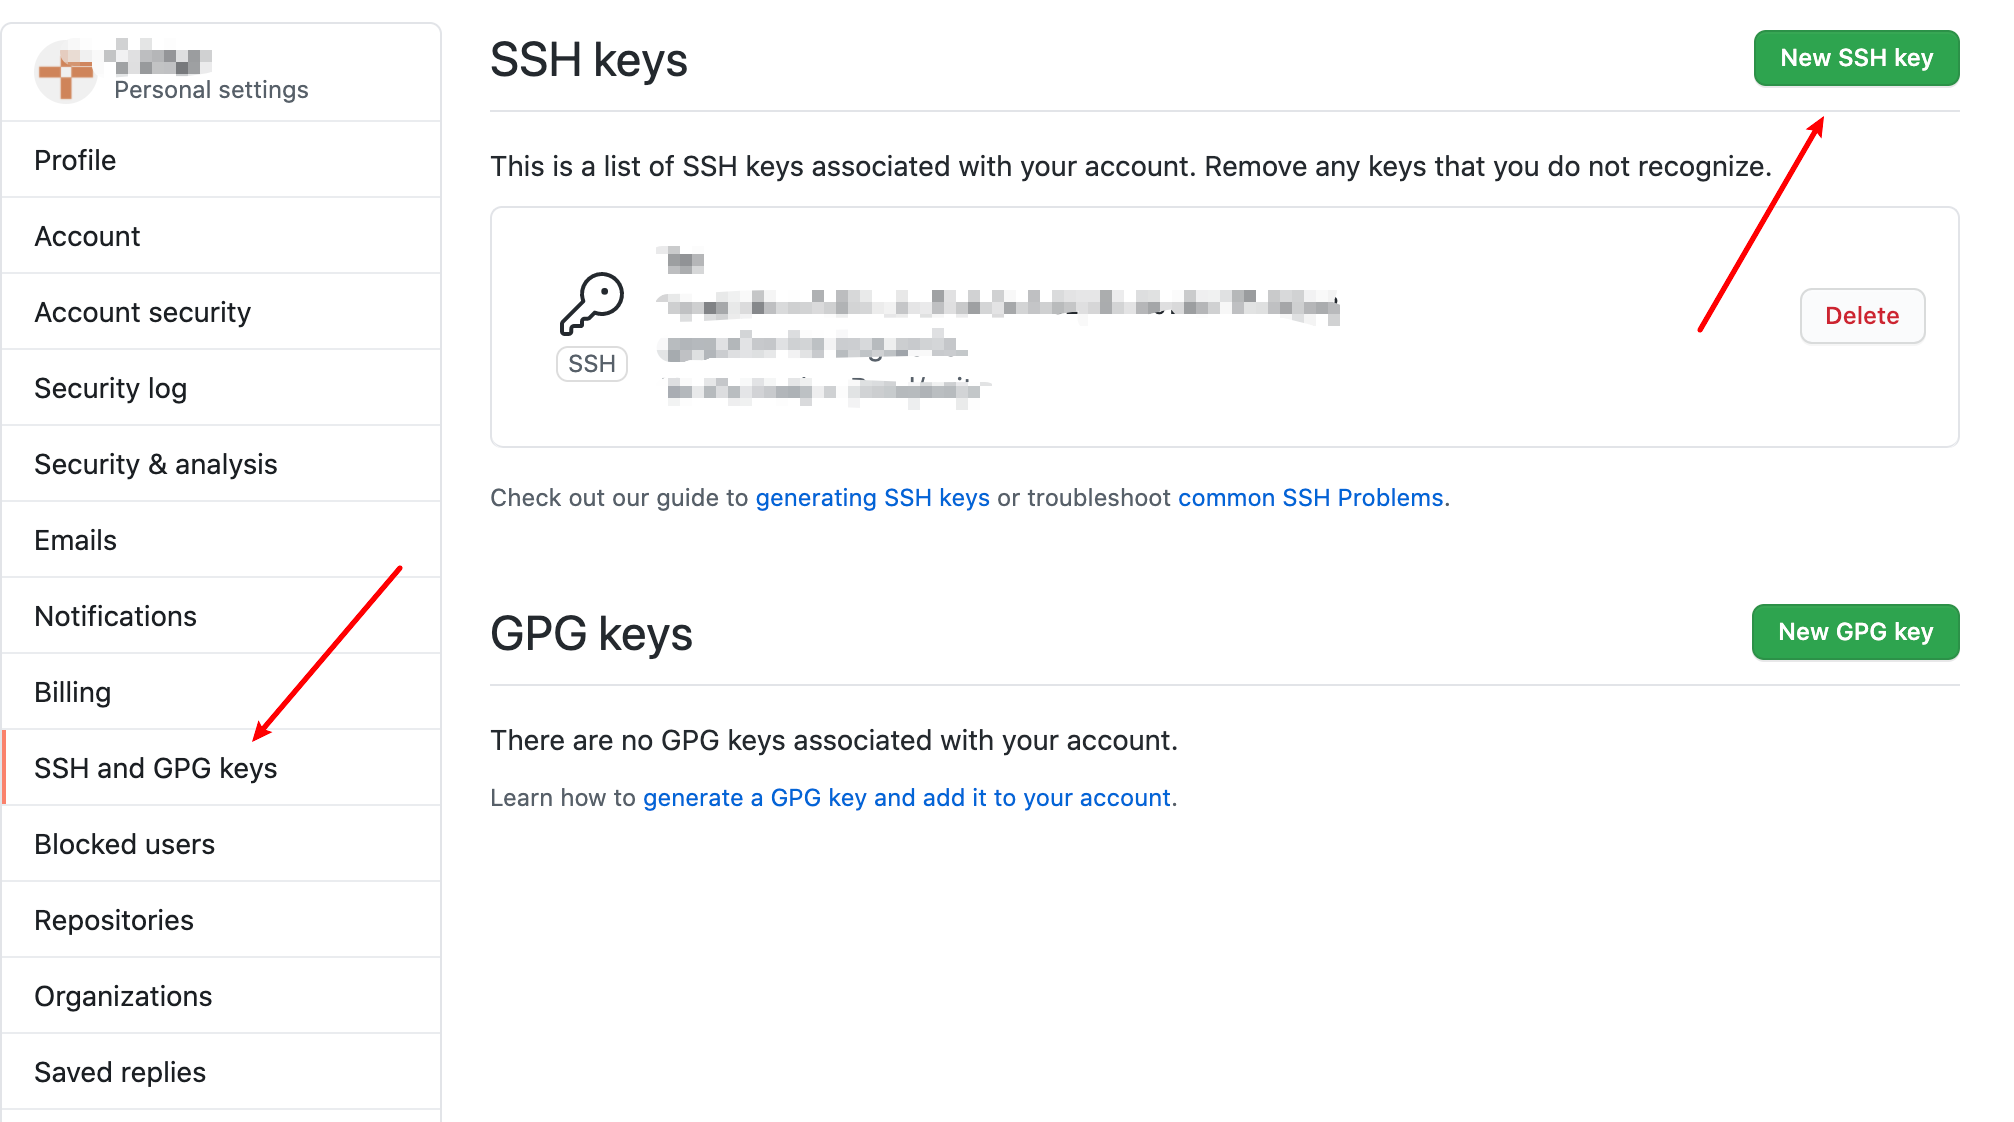 Personal settings
Profile
Account
Account security
Security log
Security & analysis
Emails
Notifications
Billing
SSH and GPG keys
Blocked users
Repositories
Organizations
Saved replies
SSH keys
New SSH key
This is a list of SSH keys associated with your account. Remove any keys that you do not recognize.
SSH
Delete
Check out our guide to generating SSH keys or troubleshoot common SSH Problems.
GPG keys
New GPG key
There are no GPG keys associated with your account.
Learn how to generate a GPG key and add it to your account.